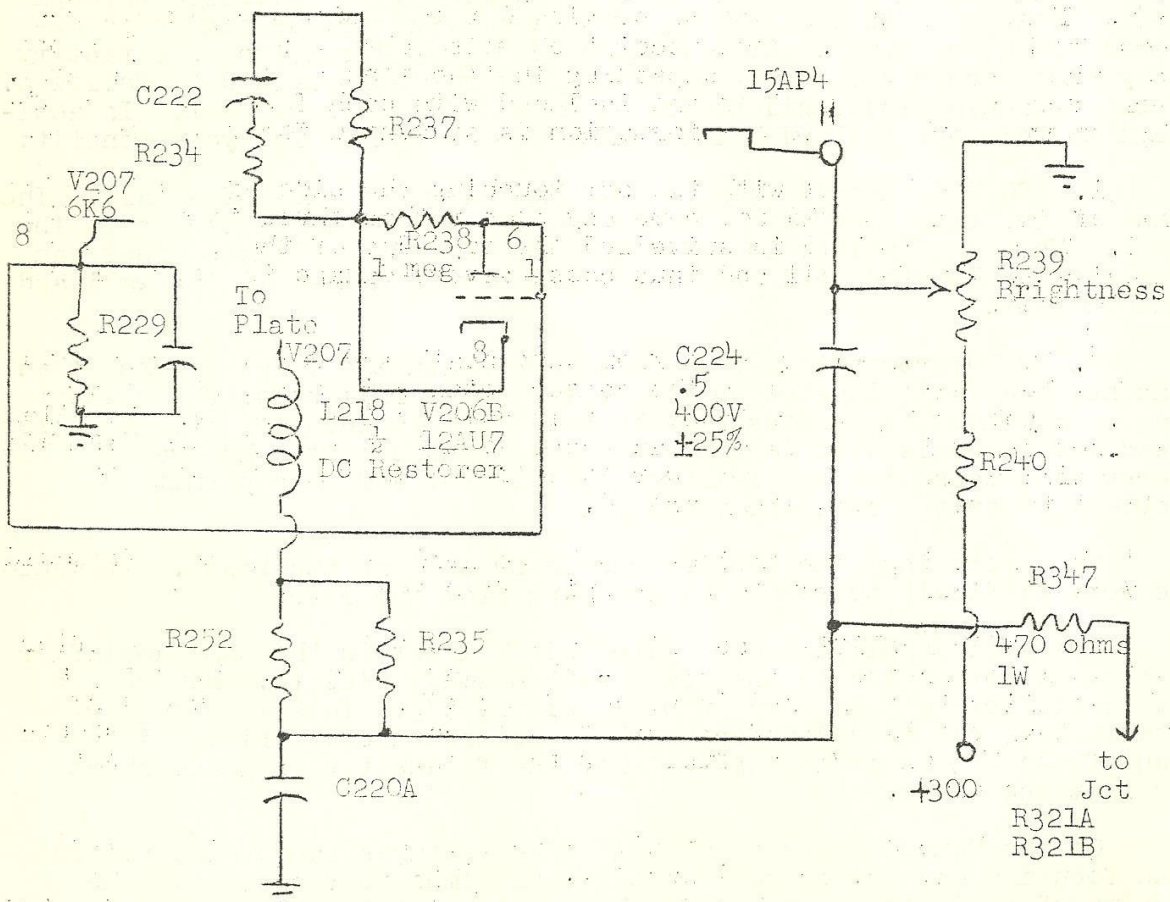 C222
R234
R237
15AP4
V207
6K6
8
R238
1 meg
6
1
R229
To
Plate
V207
8
L218
V206B
½ 12AU7
DC Restorer
C224
.5
400V
±25%
R239
Brightness
R240
R252
R235
R347
470 ohms
1W
C220A
+300
to
Jct
R321A
R321B